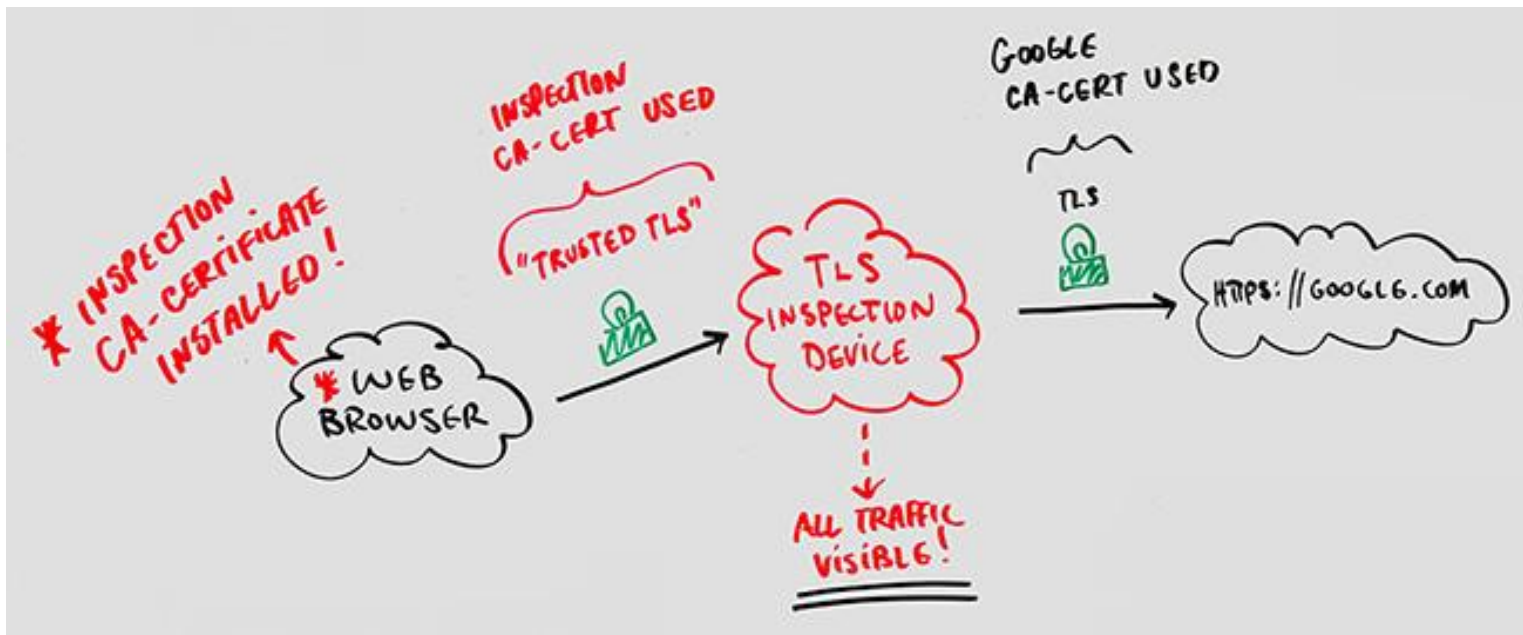 * INSPECTION
CA-CERTIFICATE
INSTALLED!
* WEB
BROWSER
INSPECTION
CA-CERT USED
"TRUSTED TLS"
TLS
INSPECTION
DEVICE
ALL TRAFFIC
VISIBLE!
GOOGLE
CA-CERT USED
TLS
HTTPS://GOOGLE.COM